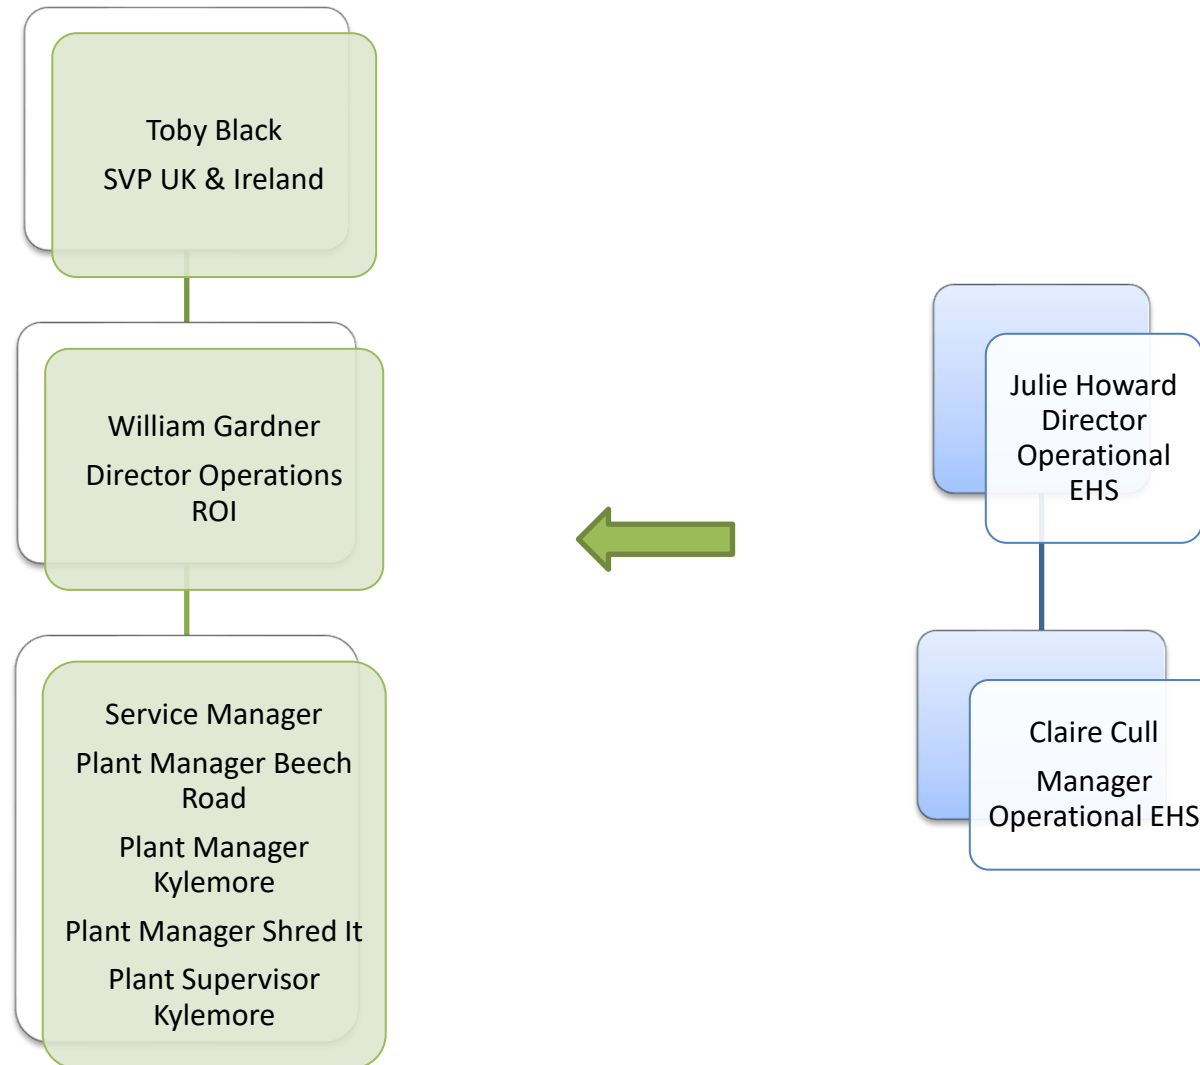 Toby Black
SVP UK & Ireland
William Gardner
Director Operations
ROI
Service Manager
Plant Manager Beech
Road
Plant Manager
Kylemore
Plant Manager Shred It
Plant Supervisor
Kylemore
Julie Howard
Director
Operational
EHS
Claire Cull
Manager
Operational EHS